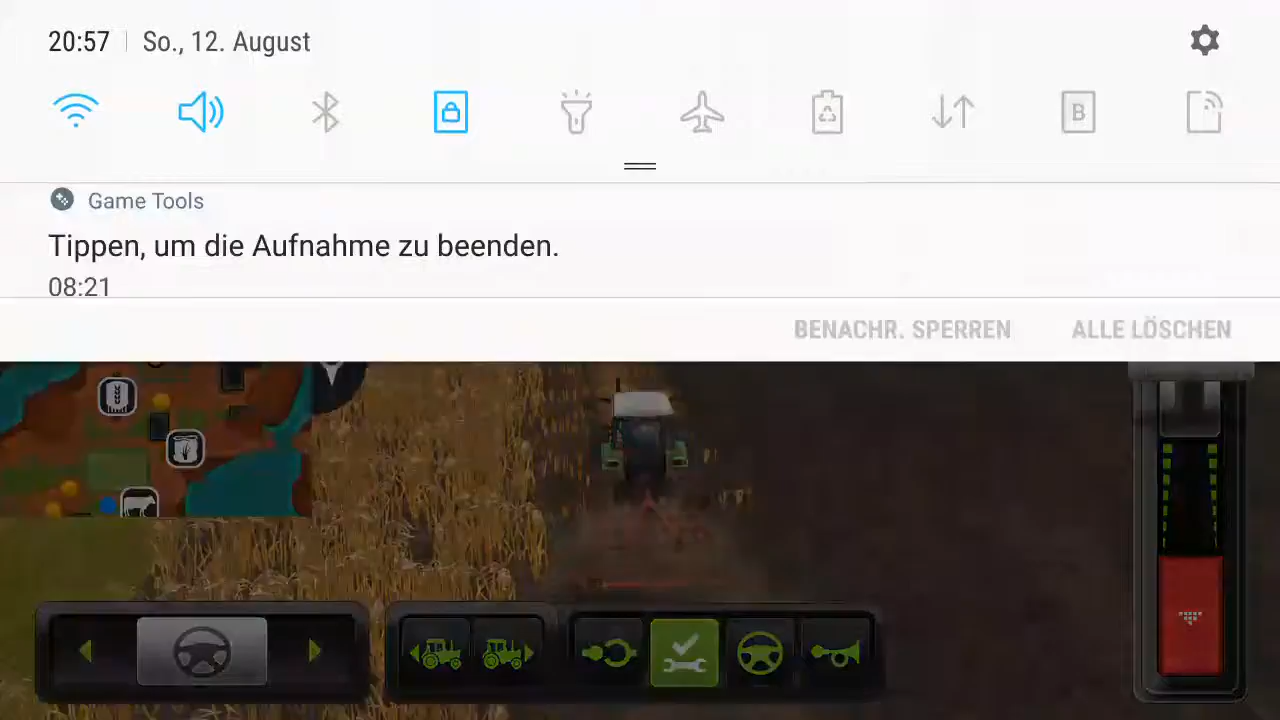 20:57 So., 12. August
B
Game Tools
Tippen, um die Aufnahme zu beenden.
08:21
BENACHR. SPERREN ALLE LÖSCHEN